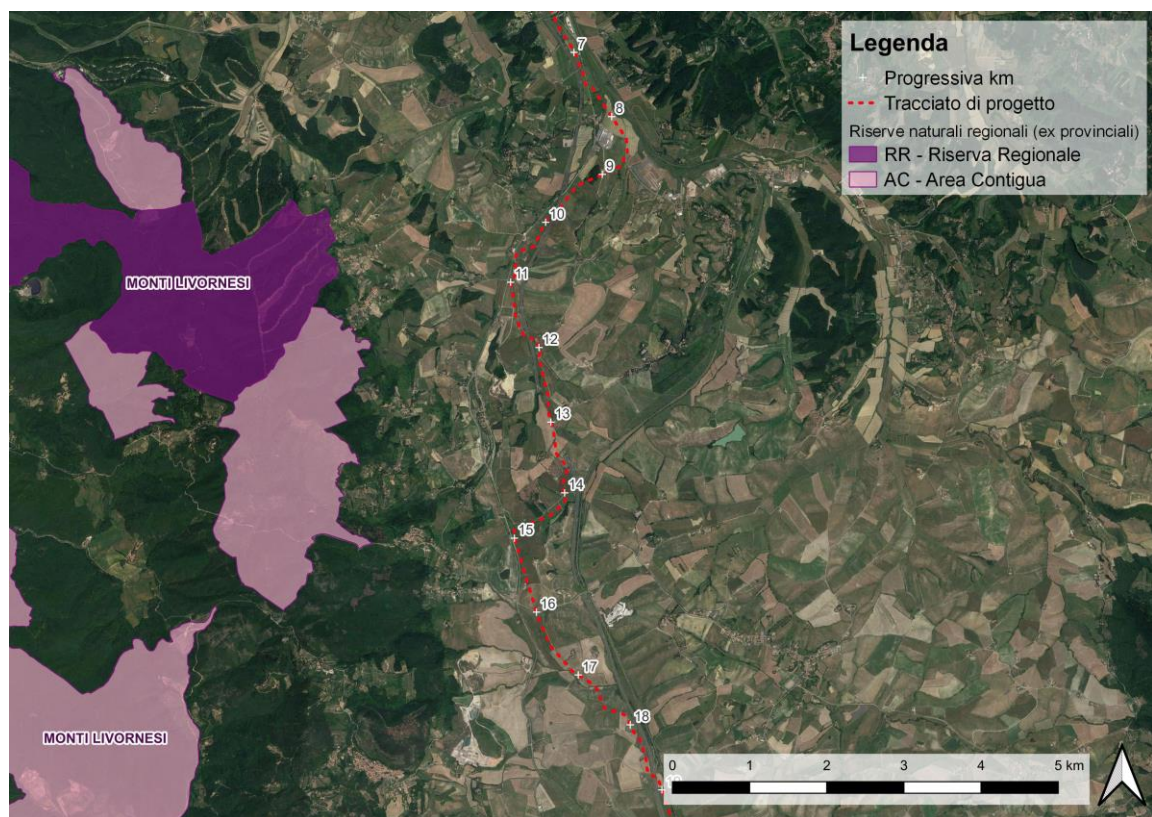 Legenda
Progressiva km
Tracciato di progetto
Riserve naturali regionali (ex provinciali)
RR - Riserva Regionale
AC - Area Contigua
7
8
9
10
MONTI LIVORNESI
11
12
13
14
15
16
17
18
MONTI LIVORNESI
0 1 2 3 4 5 km